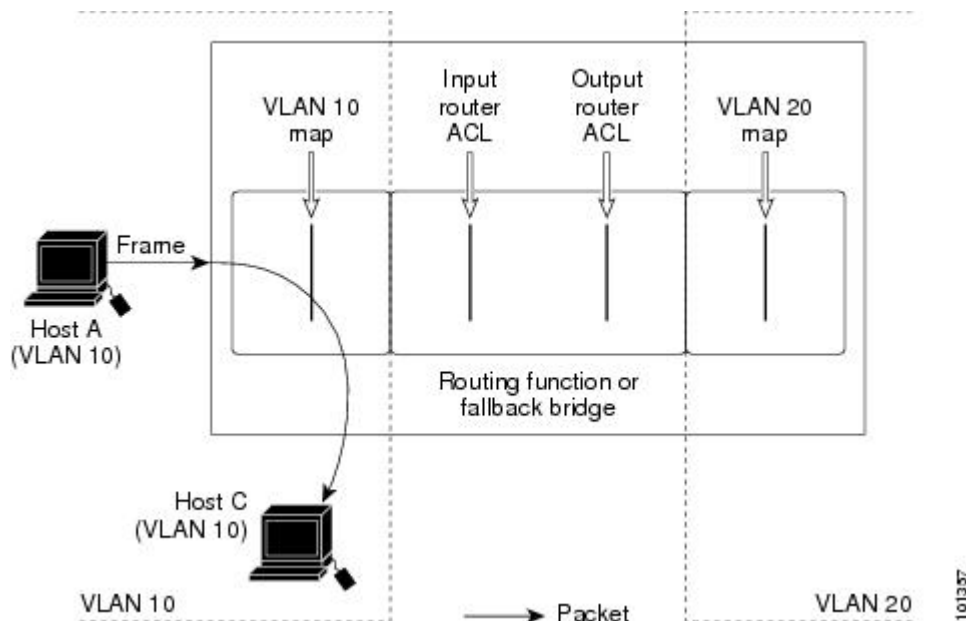 VLAN 10
map
Input
router
ACL
Output
router
ACL
VLAN 20
map
Frame
Host A
(VLAN 10)
Routing function or
fallback bridge
Host C
(VLAN 10)
VLAN 10
Packet
VLAN 20
101357